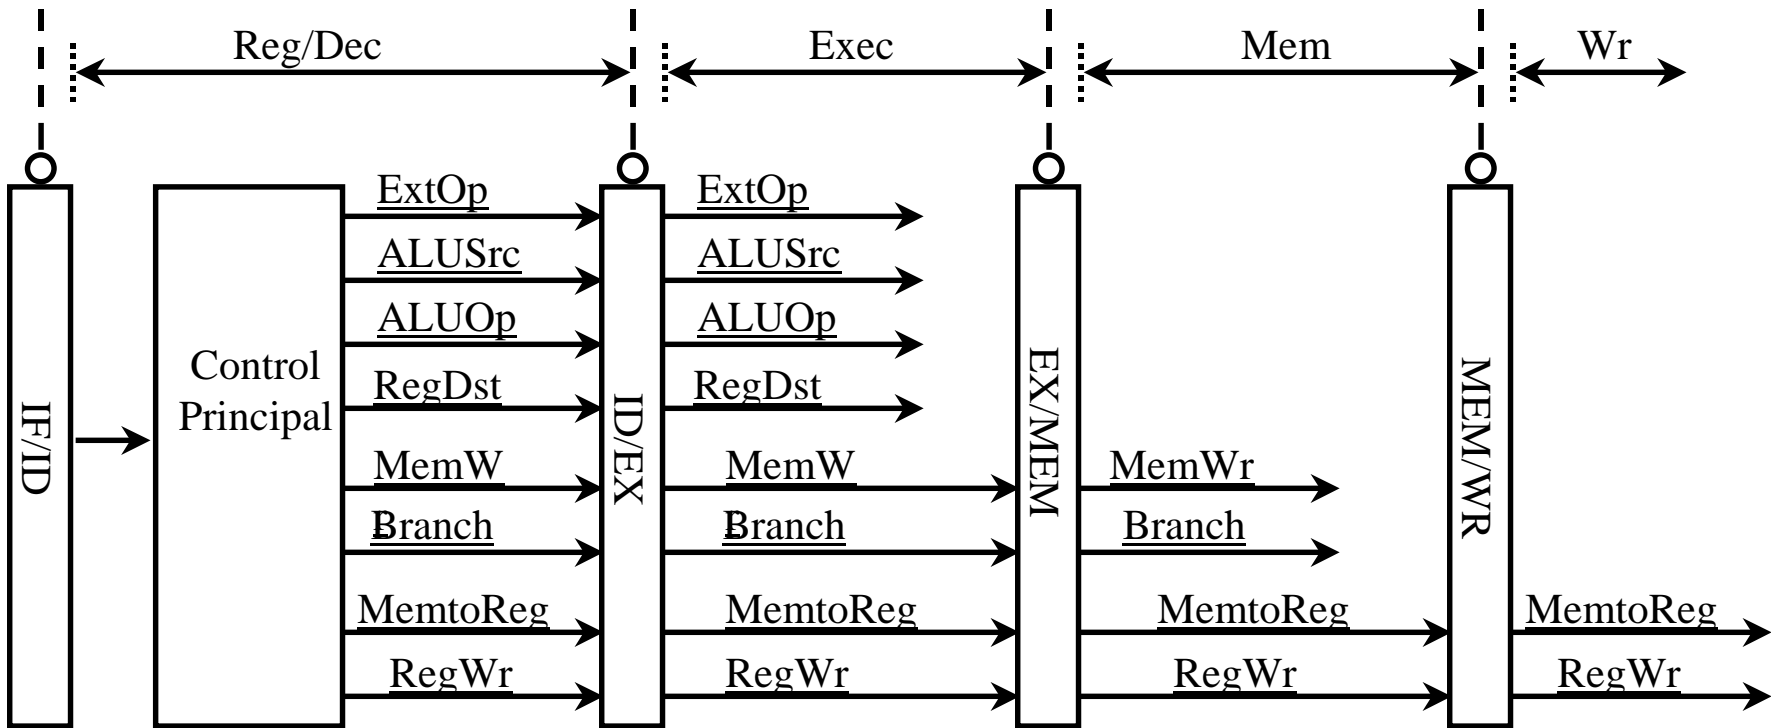 Reg/Dec Exec Mem Wr
ExtOp ExtOp
ALUSrc ALUSrc
ALUOp ALUOp
Control
Principal
RegDst RegDst
IF/ID
ID/EX
EX/MEM
MEM/WR
MemW MemW MemWr
Branch Branch Branch
MemtoReg MemtoReg MemtoReg MemtoReg
RegWr RegWr RegWr RegWr